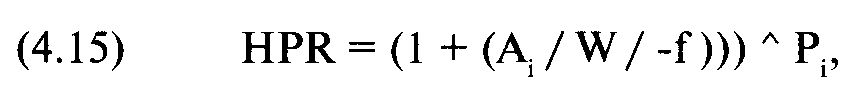 (4.15) HPR = (1 + (A_i / W / -f ))) ^ P_i,